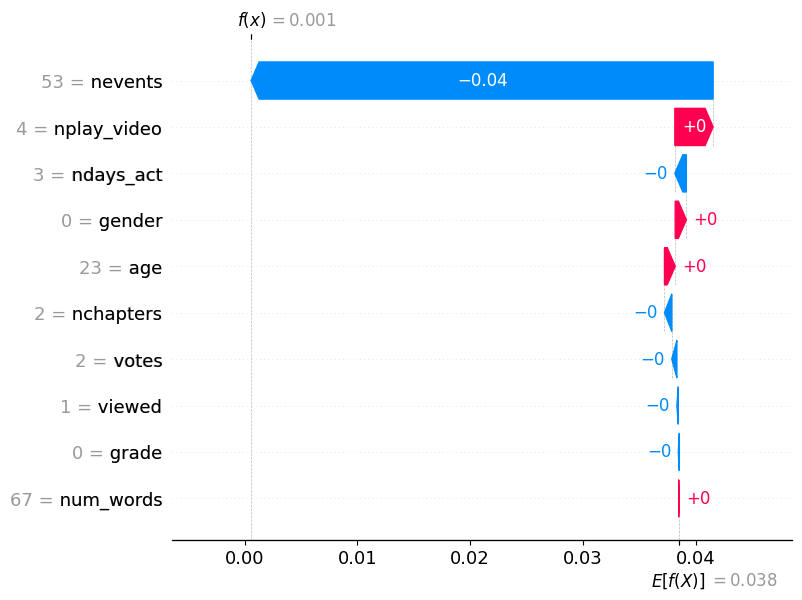 f(x) = 0.001
53 = nevents −0.04
4 = nplay_video +0
3 = ndays_act −0
0 = gender +0
23 = age +0
2 = nchapters −0
2 = votes −0
1 = viewed −0
0 = grade −0
67 = num_words +0
0.00 0.01 0.02 0.03 0.04
E[f(X)] = 0.038